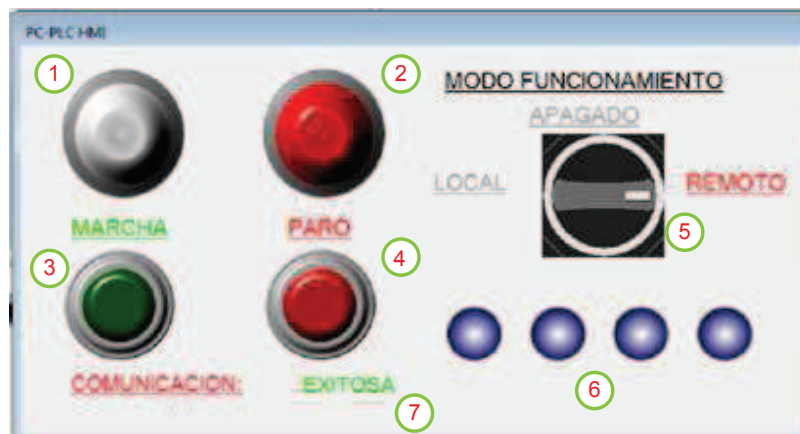 PC-PLC HMI
1
2
MODO FUNCIONAMIENTO
APAGADO
LOCAL
REMOTO
MARCHA
PARO
5
3
4
6
COMUNICACION: EXITOSA
7